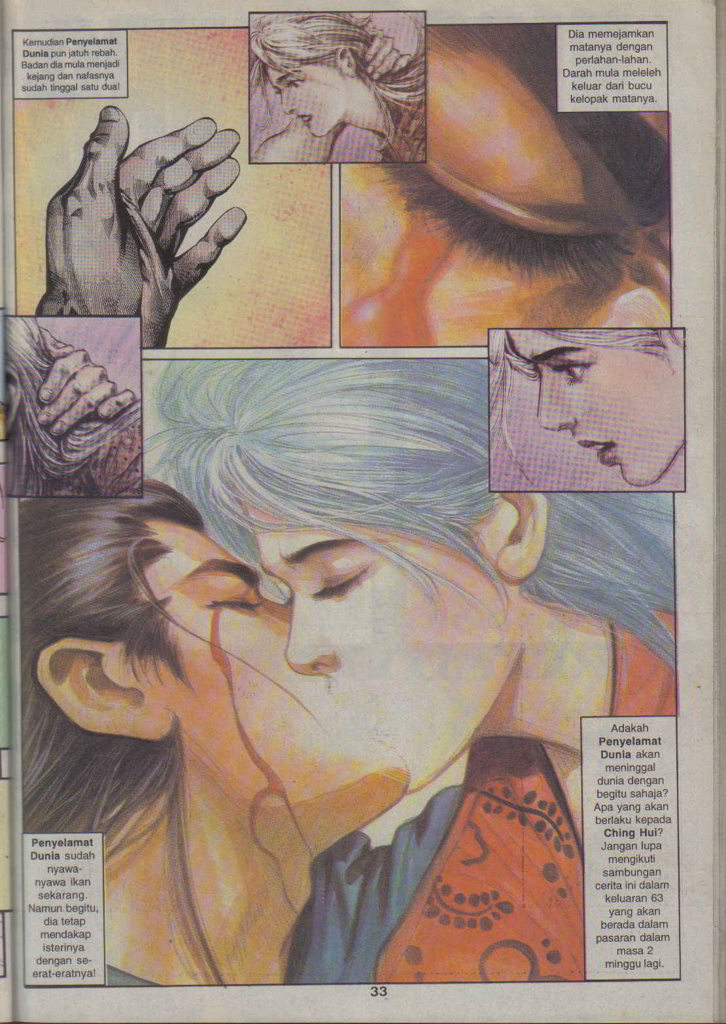 Kemudian Penyelamat
Dunia pun jatuh rebah.
Badan dia mula menjadi
kejang dan nafasnya
sudah tinggal satu dua!
Dia memejamkan
matanya dengan
perlahan-lahan.
Darah mula meleleh
keluar dari bucu
kelopak matanya.
Penyelamat
Dunia sudah
nyawa-
nyawa ikan
sekarang.
Namun begitu,
dia tetap
mendakap
isterinya
dengan se-
erat-eratnya!
Adakah
Penyelamat
Dunia akan
meninggal
dunia dengan
begitu sahaja?
Apa yang akan
berlaku kepada
Ching Hui?
Jangan lupa
mengikuti
sambungan
cerita ini dalam
keluaran 63
yang akan
berada dalam
pasaran dalam
masa 2
minggu lagi.
33